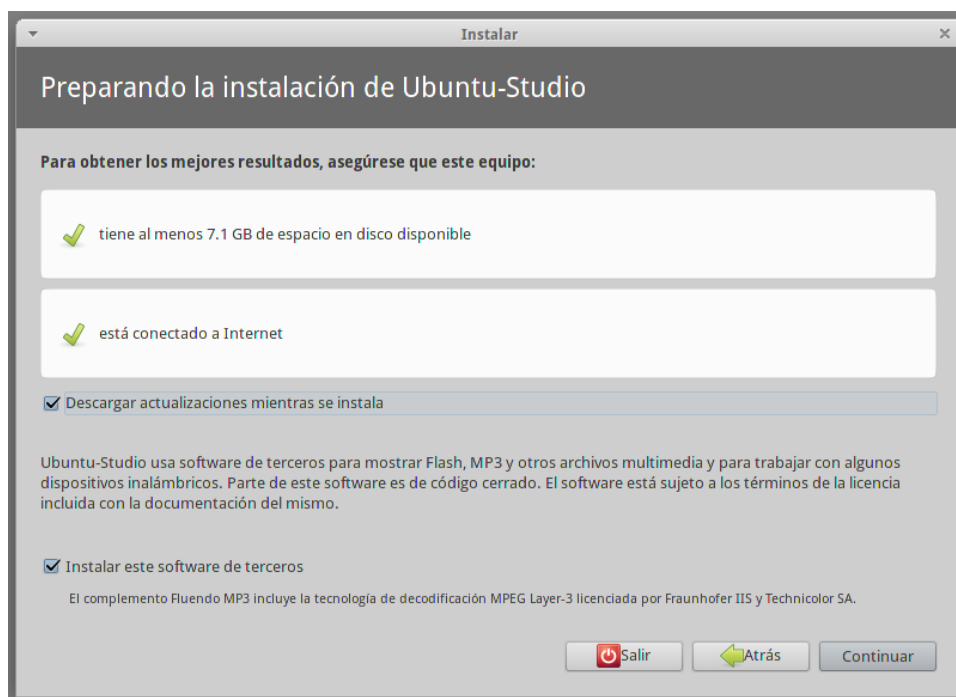 Instalar
Preparando la instalación de Ubuntu-Studio
Para obtener los mejores resultados, asegúrese que este equipo:
tiene al menos 7.1 GB de espacio en disco disponible
está conectado a Internet
Descargar actualizaciones mientras se instala
Ubuntu-Studio usa software de terceros para mostrar Flash, MP3 y otros archivos multimedia y para trabajar con algunos
dispositivos inalámbricos. Parte de este software es de código cerrado. El software está sujeto a los términos de la licencia
incluida con la documentación del mismo.
Instalar este software de terceros
El complemento Fluendo MP3 incluye la tecnología de decodificación MPEG Layer-3 licenciada por Fraunhofer IIS y Technicolor SA.
Salir Atrás Continuar